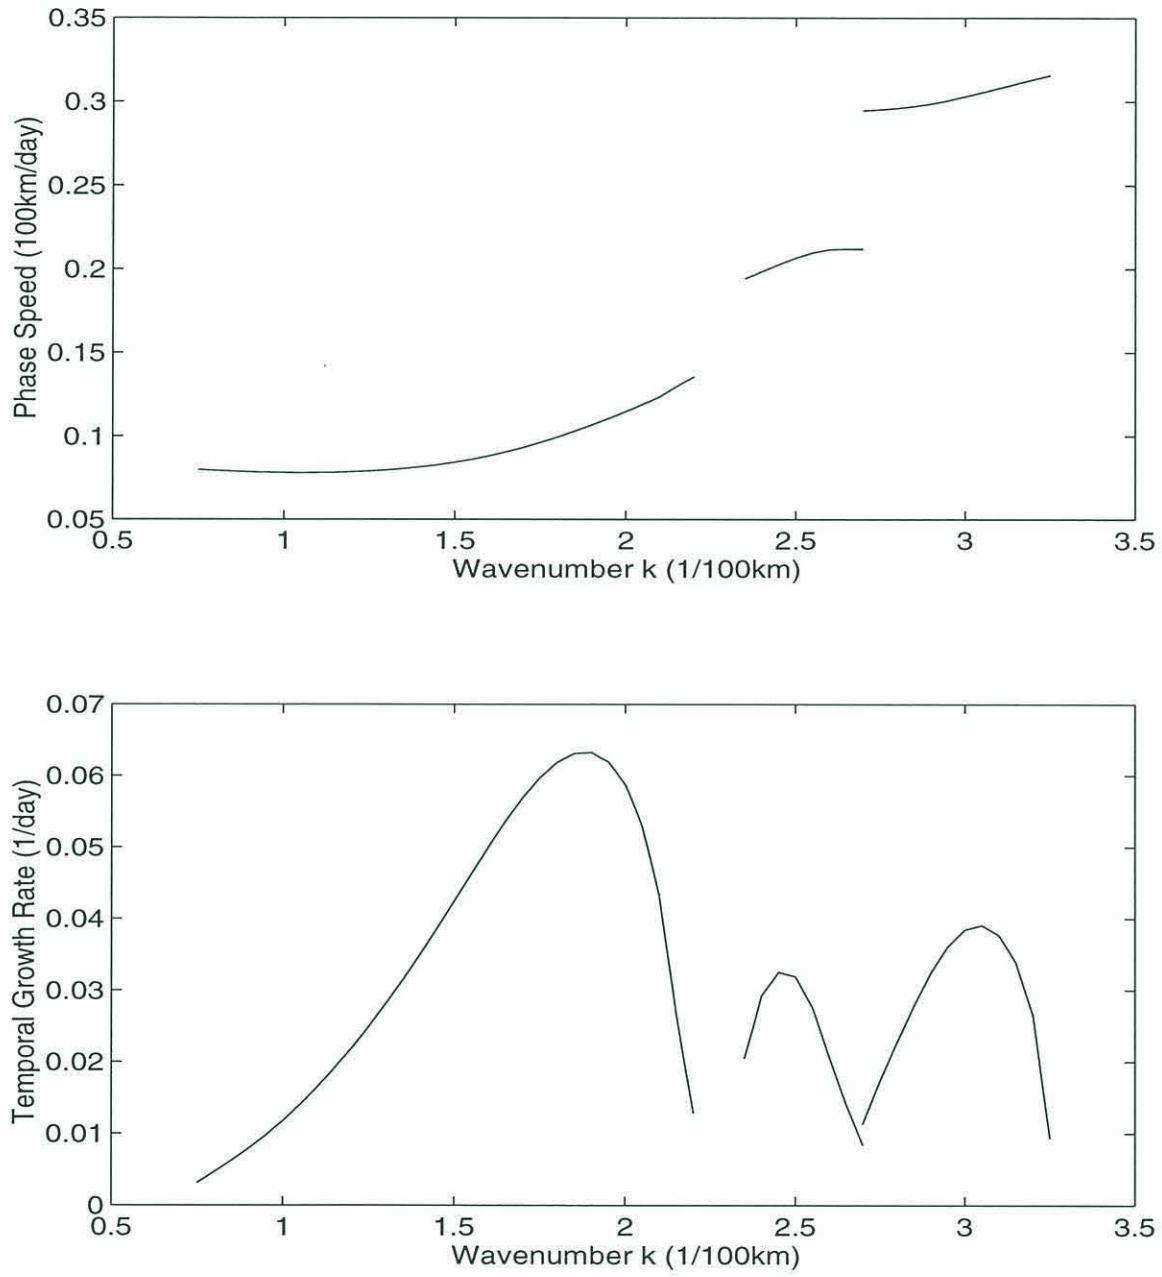 0.35
0.3
0.25
0.2
0.15
0.1
0.05
Phase Speed (100km/day)
0.5 1 1.5 2 2.5 3 3.5
Wavenumber k (1/100km)
0.07
0.06
0.05
0.04
0.03
0.02
0.01
0
Temporal Growth Rate (1/day)
0.5 1 1.5 2 2.5 3 3.5
Wavenumber k (1/100km)